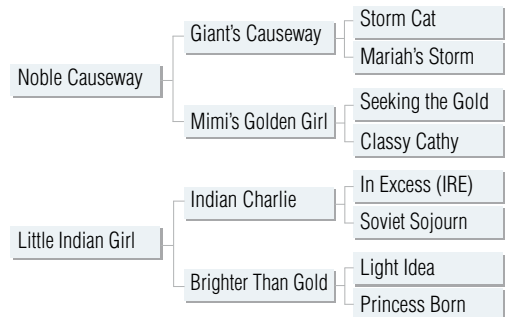 Storm Cat
Giant's Causeway
Mariah's Storm
Noble Causeway
Seeking the Gold
Mimi's Golden Girl
Classy Cathy
In Excess (IRE)
Indian Charlie
Soviet Sojourn
Little Indian Girl
Light Idea
Brighter Than Gold
Princess Born